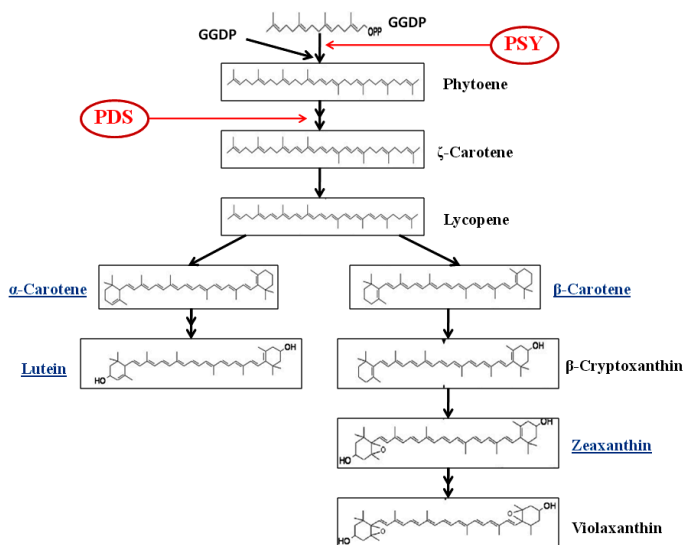 GGDP
OPP
GGDP
PSY
Phytoene
PDS
ζ-Carotene
Lycopene
α-Carotene
β-Carotene
OH
HO
Lutein
OH
β-Cryptoxanthin
OH
HO
O
Zeaxanthin
OH
O
HO
O
Violaxanthin